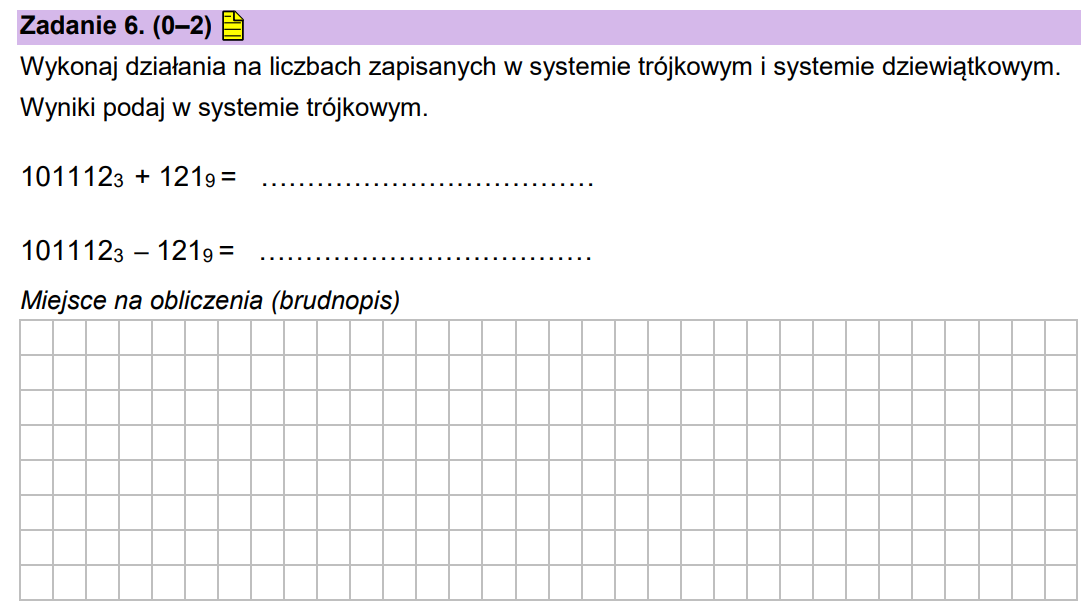 Zadanie 6. (0–2)
Wykonaj działania na liczbach zapisanych w systemie trójkowym i systemie dziewiątkowym.
Wyniki podaj w systemie trójkowym.
101112₃ + 121₉ = ....................................
101112₃ – 121₉ = ....................................
Miejsce na obliczenia (brudnopis)